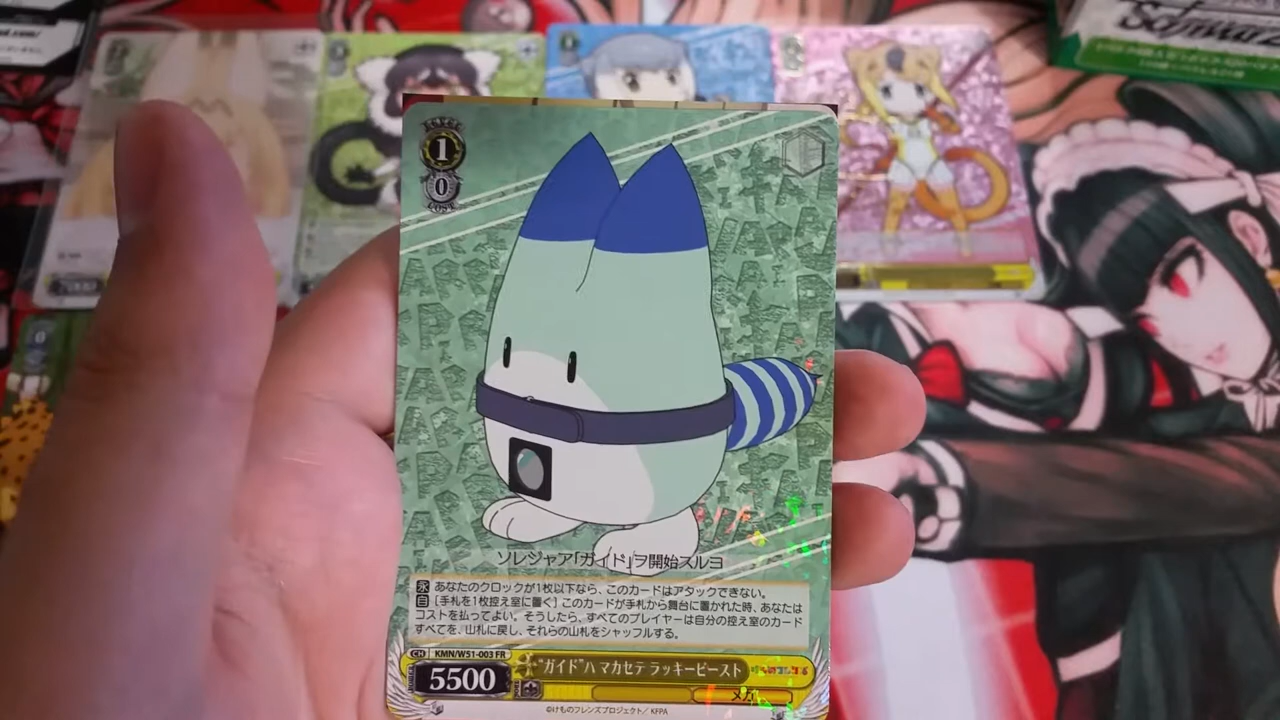 Schwarz
1
0
COST
ソレジャア「ガイド」ヲ開始スルヨ
永 あなたのクロックが1枚以下なら、このカードはアタックできない。
自 [手札を1枚控え室に置く] このカードが手札から舞台に置かれた時、あなたは
コストを払ってよい。そうしたら、すべてのプレイヤーは自分の控え室のカード
すべてを、山札に戻し、それらの山札をシャッフルする。
CH KMN/W51-003 FR
"ガイド"ハ マカセテ ラッキービースト
5500
メカ
©けものフレンズプロジェクト/ KFPA